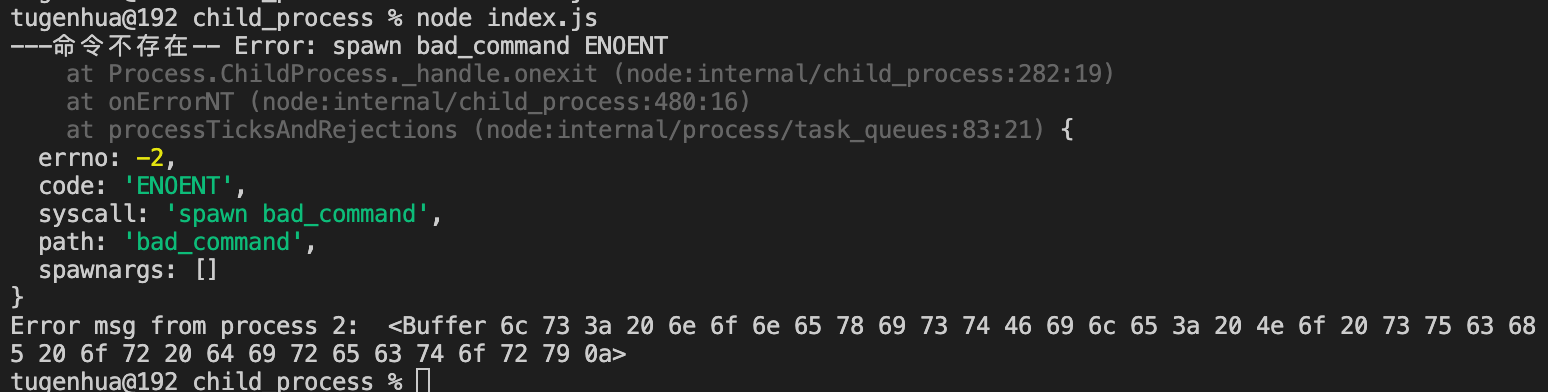 tugenhua@192 child_process % node index.js
---命令不存在-- Error: spawn bad_command ENOENT
    at Process.ChildProcess._handle.onexit (node:internal/child_process:282:19)
    at onErrorNT (node:internal/child_process:480:16)
    at processTicksAndRejections (node:internal/process/task_queues:83:21) {
  errno: -2,
  code: 'ENOENT',
  syscall: 'spawn bad_command',
  path: 'bad_command',
  spawnargs: []
}
Error msg from process 2:  <Buffer 6c 73 3a 20 6e 6f 6e 65 78 69 73 74 46 69 6c 65 3a 20 4e 6f 20 73 75 63 68
5 20 6f 72 20 64 69 72 65 63 74 6f 72 79 0a>
tugenhua@192 child_process %